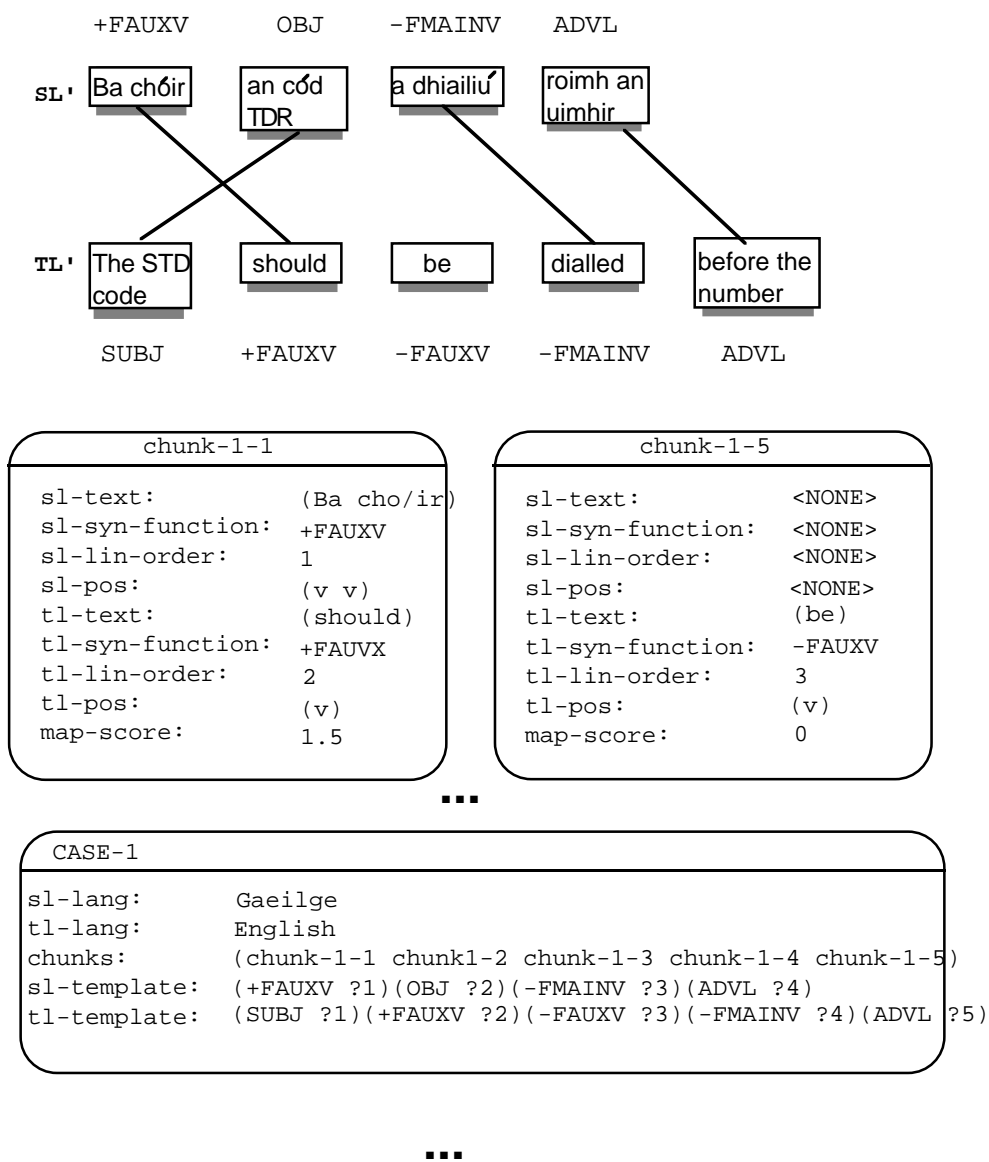 +FAUXV OBJ -FMAINV ADVL
SL' Ba chóir an cód TDR a dhiailiú roimh an uimhir
TL' The STD code should be dialled before the number
SUBJ +FAUXV -FAUXV -FMAINV ADVL
chunk-1-1
sl-text: (Ba cho/ir)
sl-syn-function: +FAUXV
sl-lin-order: 1
sl-pos: (v v)
tl-text: (should)
tl-syn-function: +FAUVX
tl-lin-order: 2
tl-pos: (v)
map-score: 1.5
chunk-1-5
sl-text: <NONE>
sl-syn-function: <NONE>
sl-lin-order: <NONE>
sl-pos: <NONE>
tl-text: (be)
tl-syn-function: -FAUXV
tl-lin-order: 3
tl-pos: (v)
map-score: 0
...
CASE-1
sl-lang: Gaeilge
tl-lang: English
chunks: (chunk-1-1 chunk1-2 chunk-1-3 chunk-1-4 chunk-1-5)
sl-template: (+FAUXV ?1)(OBJ ?2)(-FMAINV ?3)(ADVL ?4)
tl-template: (SUBJ ?1)(+FAUXV ?2)(-FAUXV ?3)(-FMAINV ?4)(ADVL ?5)
...